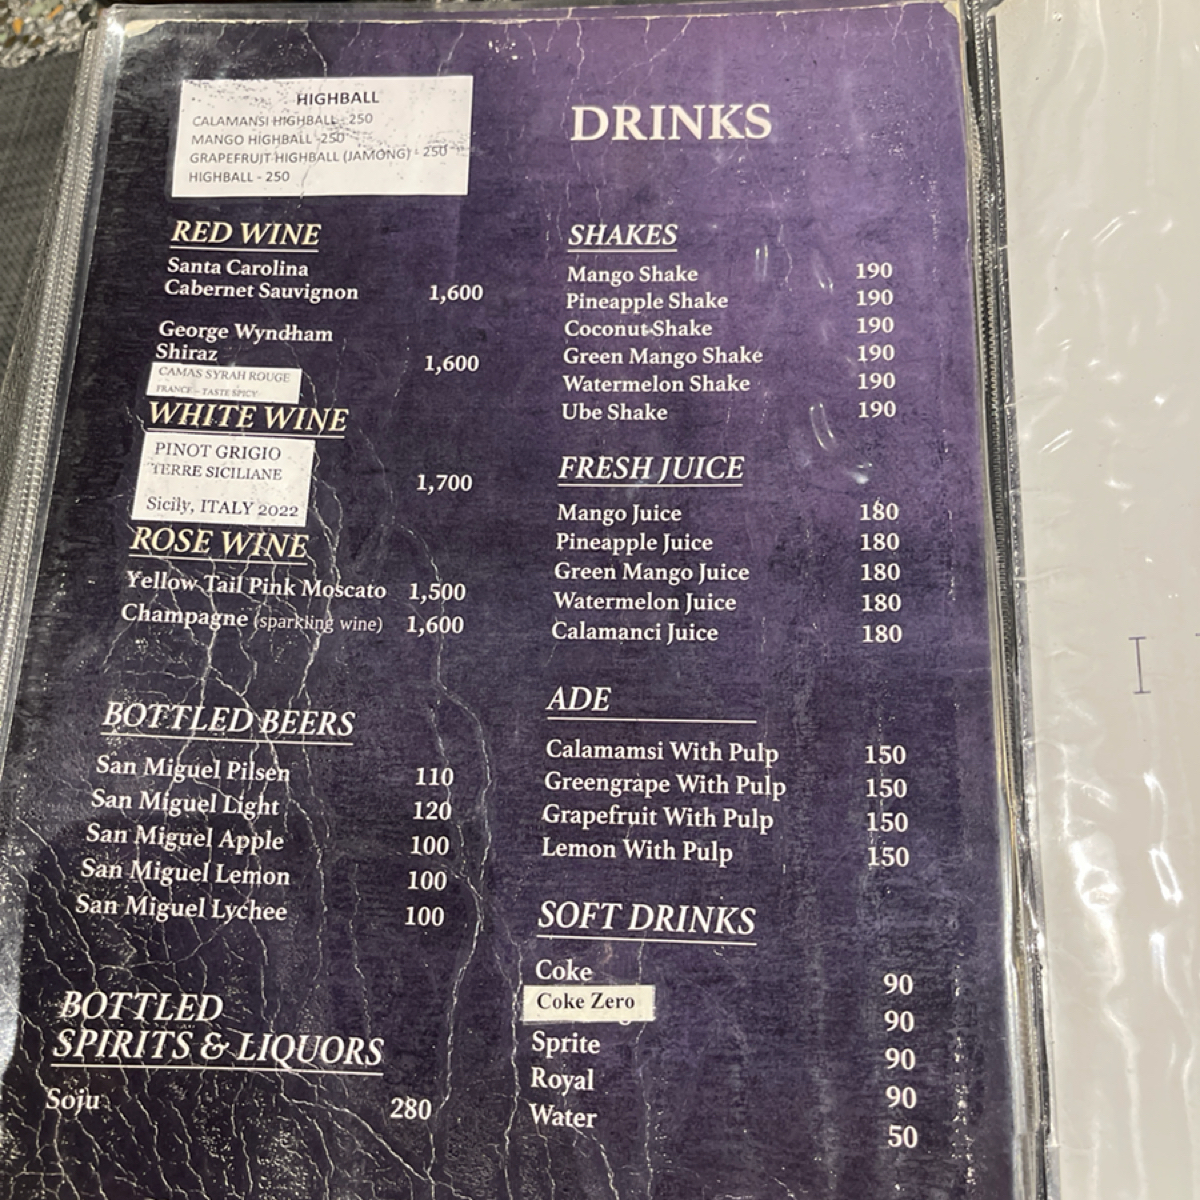 HIGHBALL
CALAMANSI HIGHBALL - 250
MANGO HIGHBALL -250
GRAPEFRUIT HIGHBALL (JAMONG) - 250
HIGHBALL - 250
DRINKS
RED WINE
Santa Carolina
Cabernet Sauvignon 1,600
George Wyndham
Shiraz 1,600
CAMAS SYRAH ROUGE
FRANCE - TASTE SPICY
WHITE WINE
PINOT GRIGIO
TERRE SICILIANE 1,700
Sicily, ITALY 2022
ROSE WINE
Yellow Tail Pink Moscato 1,500
Champagne (sparkling wine) 1,600
BOTTLED BEERS
San Miguel Pilsen 110
San Miguel Light 120
San Miguel Apple 100
San Miguel Lemon 100
San Miguel Lychee 100
BOTTLED
SPIRITS & LIQUORS
Soju 280
SHAKES
Mango Shake 190
Pineapple Shake 190
Coconut Shake 190
Green Mango Shake 190
Watermelon Shake 190
Ube Shake 190
FRESH JUICE
Mango Juice 180
Pineapple Juice 180
Green Mango Juice 180
Watermelon Juice 180
Calamanci Juice 180
ADE
Calamamsi With Pulp 150
Greengrape With Pulp 150
Grapefruit With Pulp 150
Lemon With Pulp 150
SOFT DRINKS
Coke 90
Coke Zero 90
Sprite 90
Royal 90
Water 50